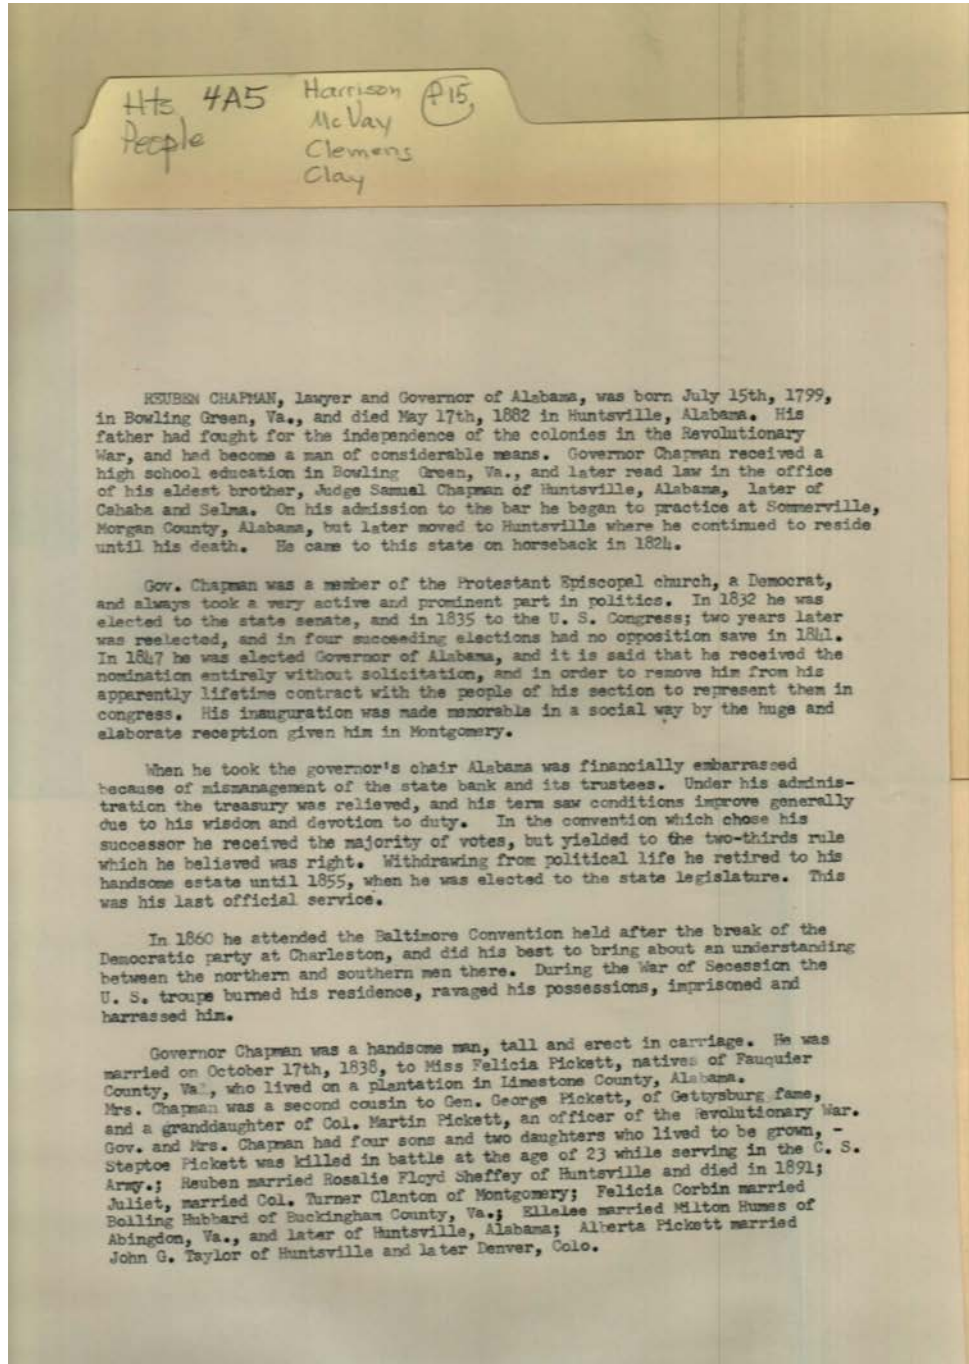 Hts 4A5 Harrison P15
People McVay
Clemens
Clay
REUBEN CHAPMAN, lawyer and Governor of Alabama, was born July 15th, 1799,
in Bowling Green, Va., and died May 17th, 1882 in Huntsville, Alabama. His
father had fought for the independence of the colonies in the Revolutionary
War, and had become a man of considerable means. Governor Chapman received a
high school education in Bowling Green, Va., and later read law in the office
of his eldest brother, Judge Samual Chapman of Huntsville, Alabama, later of
Cahaba and Selma. On his admission to the bar he began to practice at Sommerville,
Morgan County, Alabama, but later moved to Huntsville where he continued to reside
until his death. He came to this state on horseback in 1824.
Gov. Chapman was a member of the Protestant Episcopal church, a Democrat,
and always took a very active and prominent part in politics. In 1832 he was
elected to the state senate, and in 1835 to the U. S. Congress; two years later
was reelected, and in four succeeding elections had no opposition save in 1841.
In 1847 he was elected Governor of Alabama, and it is said that he received the
nomination entirely without solicitation, and in order to remove him from his
apparently lifetime contract with the people of his section to represent them in
congress. His inauguration was made memorable in a social way by the huge and
elaborate reception given him in Montgomery.
When he took the governor's chair Alabama was financially embarrassed
because of mismanagement of the state bank and its trustees. Under his adminis-
tration the treasury was relieved, and his term saw conditions improve generally
due to his wisdom and devotion to duty. In the convention which chose his
successor he received the majority of votes, but yielded to the two-thirds rule
which he believed was right. Withdrawing from political life he retired to his
handsome estate until 1855, when he was elected to the state legislature. This
was his last official service.
In 1860 he attended the Baltimore Convention held after the break of the
Democratic party at Charleston, and did his best to bring about an understanding
between the northern and southern men there. During the War of Secession the
U. S. troups burned his residence, ravaged his possessions, imprisoned and
harrassed him.
Governor Chapman was a handsome man, tall and erect in carriage. He was
married on October 17th, 1838, to Miss Felicia Pickett, natives of Fauquier
County, Va., who lived on a plantation in Limestone County, Alabama.
Mrs. Chapman was a second cousin to Gen. George Pickett, of Gettysburg fame,
and a granddaughter of Col. Martin Pickett, an officer of the Revolutionary War.
Gov. and Mrs. Chapman had four sons and two daughters who lived to be grown, -
Steptoe Pickett was killed in battle at the age of 23 while serving in the C. S.
Army.; Reuben married Rosalie Floyd Sheffey of Huntsville and died in 1891;
Juliet, married Col. Turner Clanton of Montgomery; Felicia Corbin married
Bolling Hubbard of Buckingham County, Va.; Ellelee married Milton Humes of
Abingdon, Va., and later of Huntsville, Alabama; Alberta Pickett married
John G. Taylor of Huntsville and later Denver, Colo.